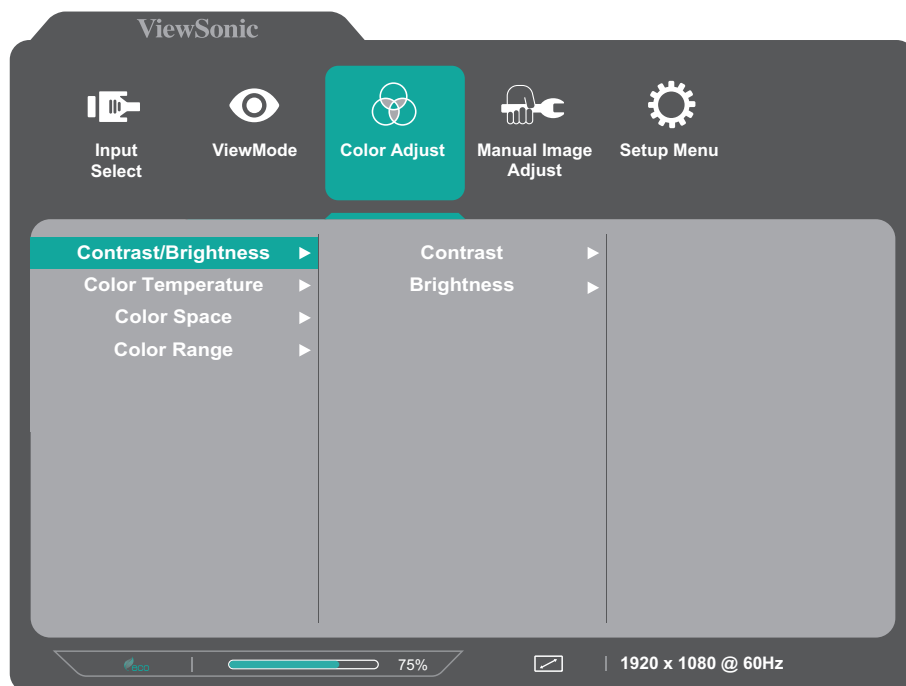 ViewSonic
Input
Select
ViewMode
Color Adjust
Manual Image
Adjust
Setup Menu
Contrast/Brightness
Color Temperature
Color Space
Color Range
Contrast
Brightness
eco
75%
1920 x 1080 @ 60Hz